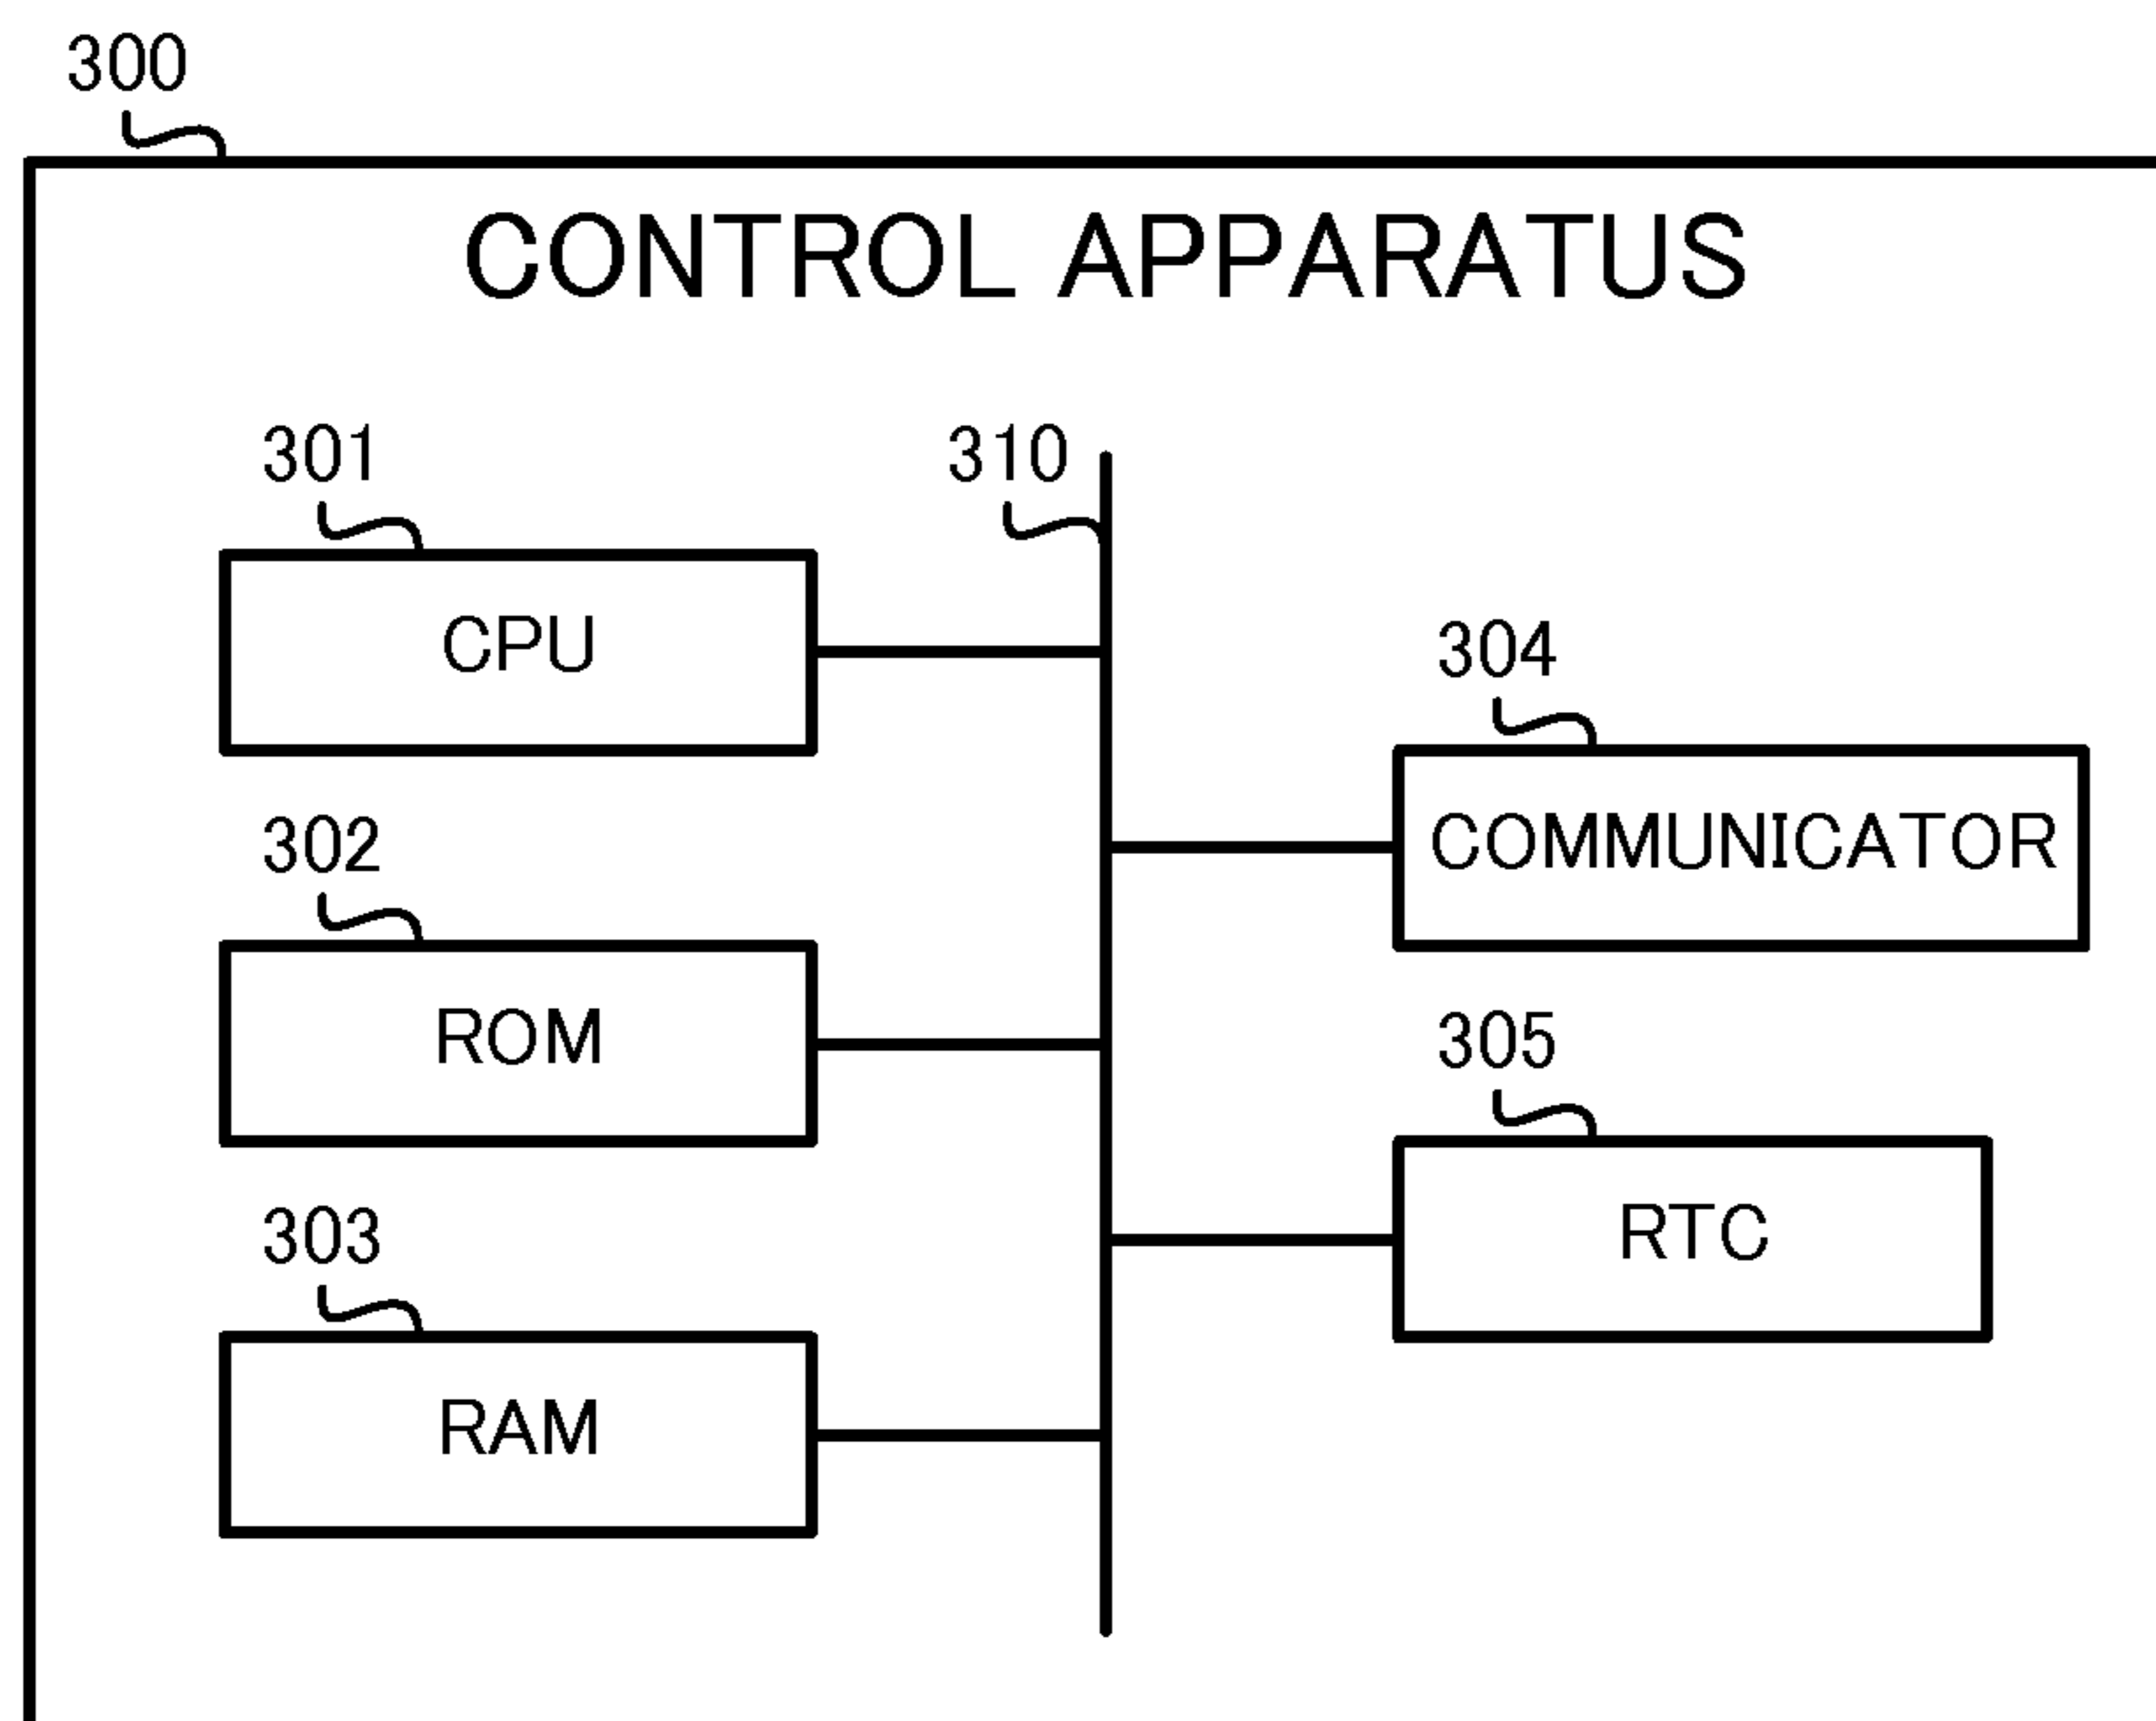 300
CONTROL APPARATUS
301
310
CPU
304
COMMUNICATOR
302
ROM
305
RTC
303
RAM